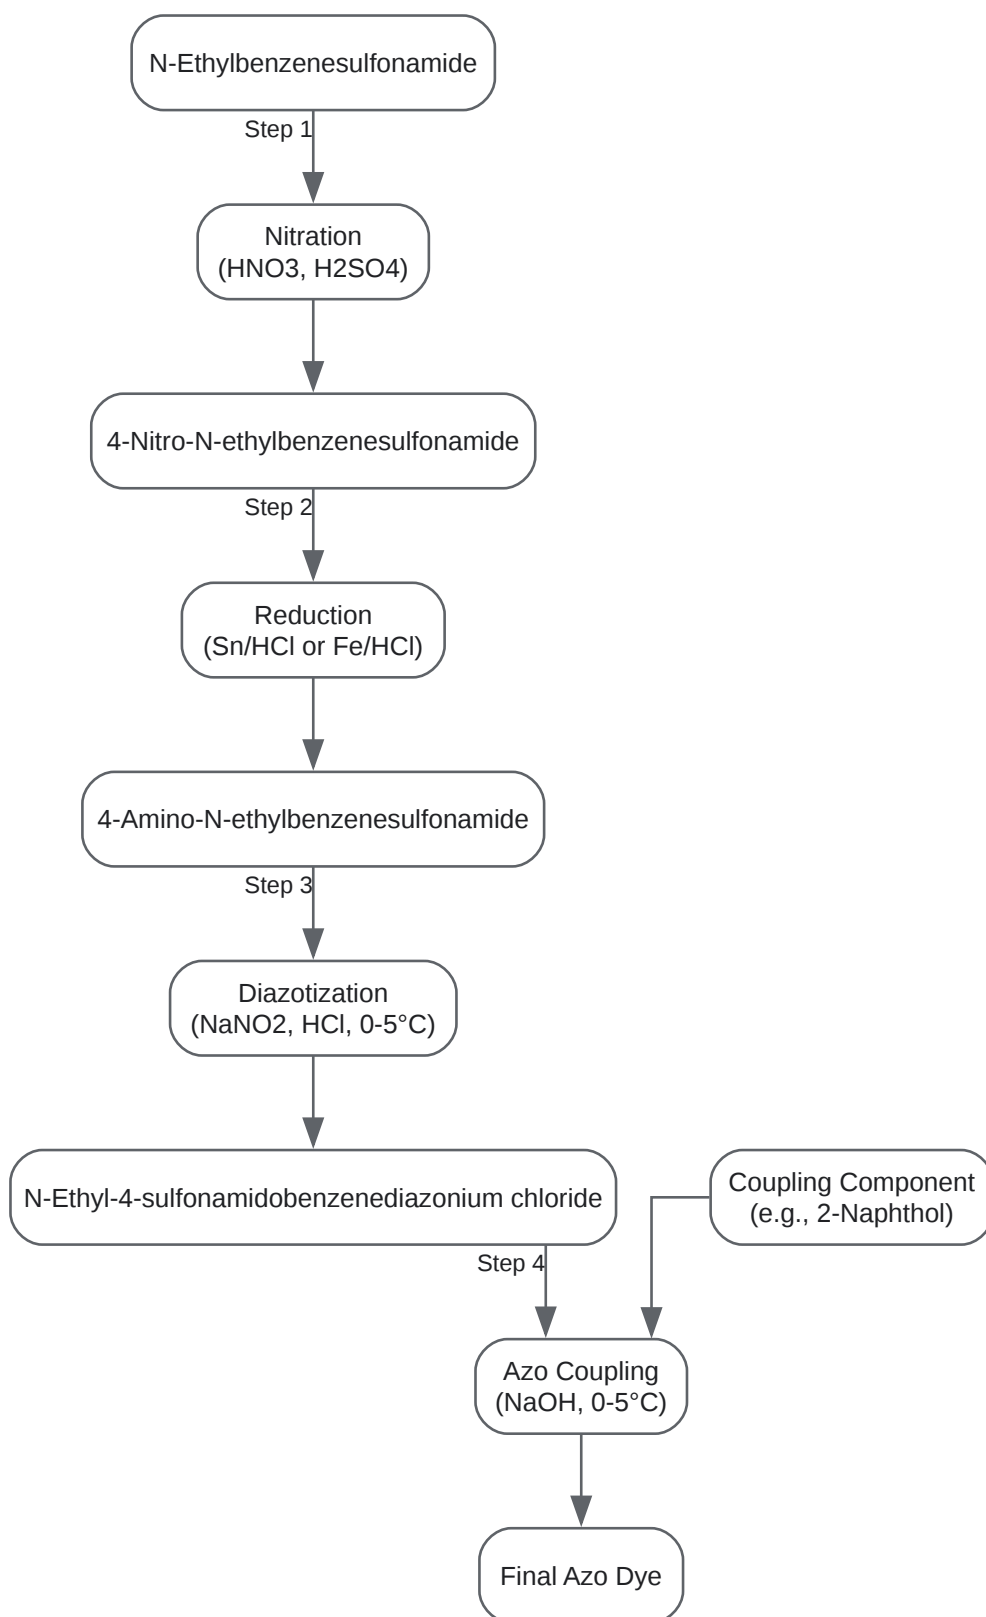 N-Ethylbenzenesulfonamide
Step 1
Nitration
(HNO3, H2SO4)
4-Nitro-N-ethylbenzenesulfonamide
Step 2
Reduction
(Sn/HCl or Fe/HCl)
4-Amino-N-ethylbenzenesulfonamide
Step 3
Diazotization
(NaNO2, HCl, 0-5°C)
N-Ethyl-4-sulfonamidobenzenediazonium chloride
Coupling Component
(e.g., 2-Naphthol)
Step 4
Azo Coupling
(NaOH, 0-5°C)
Final Azo Dye